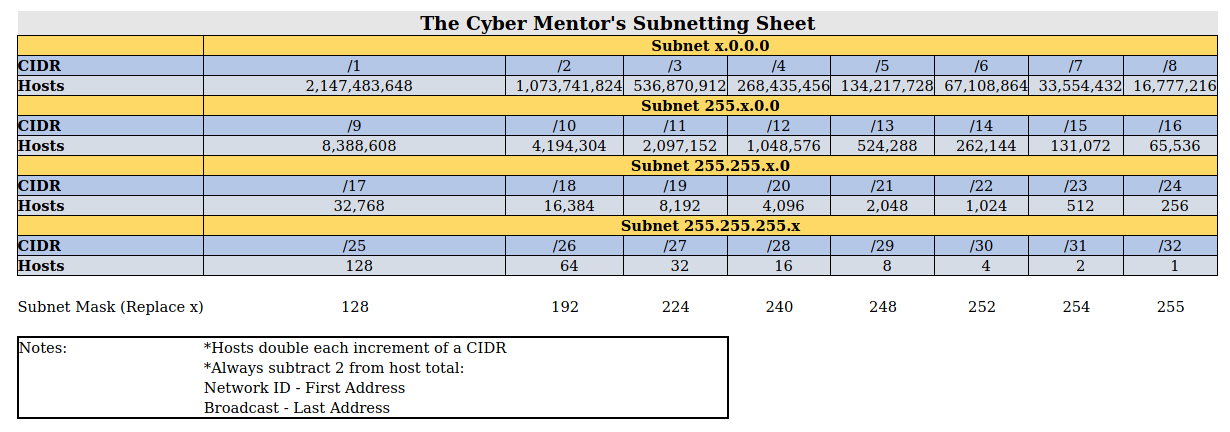 The Cyber Mentor's Subnetting Sheet
Subnet x.0.0.0
CIDR /1 /2 /3 /4 /5 /6 /7 /8
Hosts 2,147,483,648 1,073,741,824 536,870,912 268,435,456 134,217,728 67,108,864 33,554,432 16,777,216
Subnet 255.x.0.0
CIDR /9 /10 /11 /12 /13 /14 /15 /16
Hosts 8,388,608 4,194,304 2,097,152 1,048,576 524,288 262,144 131,072 65,536
Subnet 255.255.x.0
CIDR /17 /18 /19 /20 /21 /22 /23 /24
Hosts 32,768 16,384 8,192 4,096 2,048 1,024 512 256
Subnet 255.255.255.x
CIDR /25 /26 /27 /28 /29 /30 /31 /32
Hosts 128 64 32 16 8 4 2 1
Subnet Mask (Replace x) 128 192 224 240 248 252 254 255
Notes: *Hosts double each increment of a CIDR
*Always subtract 2 from host total:
Network ID - First Address
Broadcast - Last Address